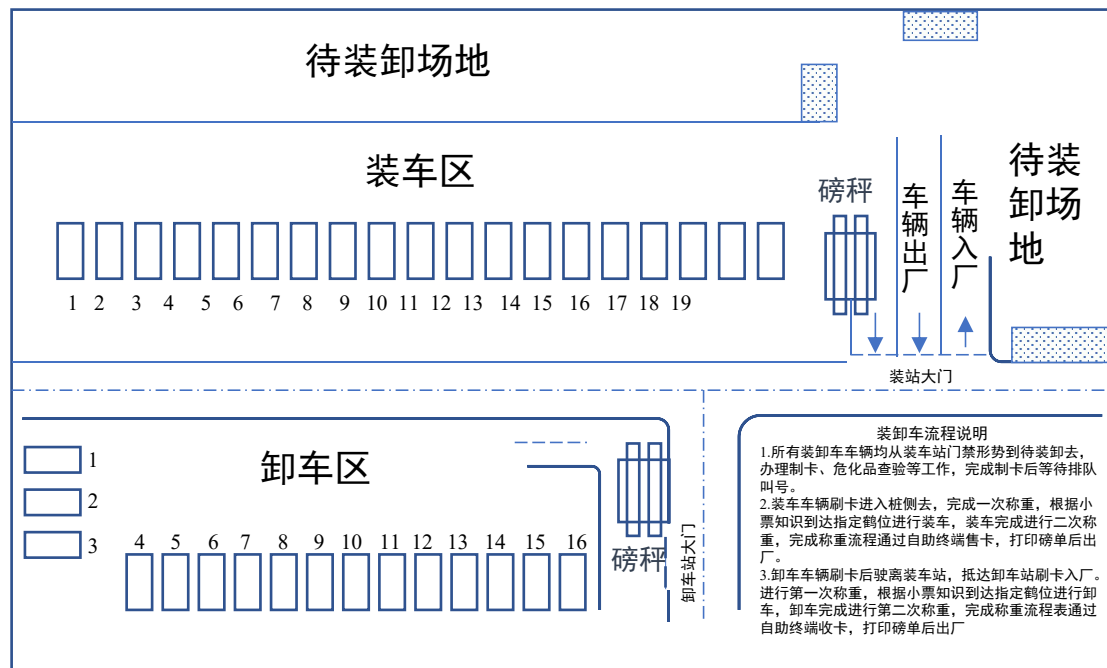 待装卸场地
装车区
磅秤
车辆出厂
车辆入厂
待装
卸场
地
1 2 3 4 5 6 7 8 9 10 11 12 13 14 15 16 17 18 19
装站大门
卸车区
1
2
3
4 5 6 7 8 9 10 11 12 13 14 15 16
磅秤
卸车站大门
装卸车流程说明
1.所有装卸车车辆均从装车站门禁形势到待装卸去，
办理制卡、危化品查验等工作，完成制卡后等待排队
叫号。
2.装车车辆刷卡进入桩侧去，完成一次称重，根据小
票知识到达指定鹤位进行装车，装车完成进行二次称
重，完成称重流程通过自助终端售卡，打印磅单后出
厂。
3.卸车车辆刷卡后驶离装车站，抵达卸车站刷卡入厂。
进行第一次称重，根据小票知识到达指定鹤位进行卸
车，卸车完成进行第二次称重，完成称重流程表通过
自助终端收卡，打印磅单后出厂